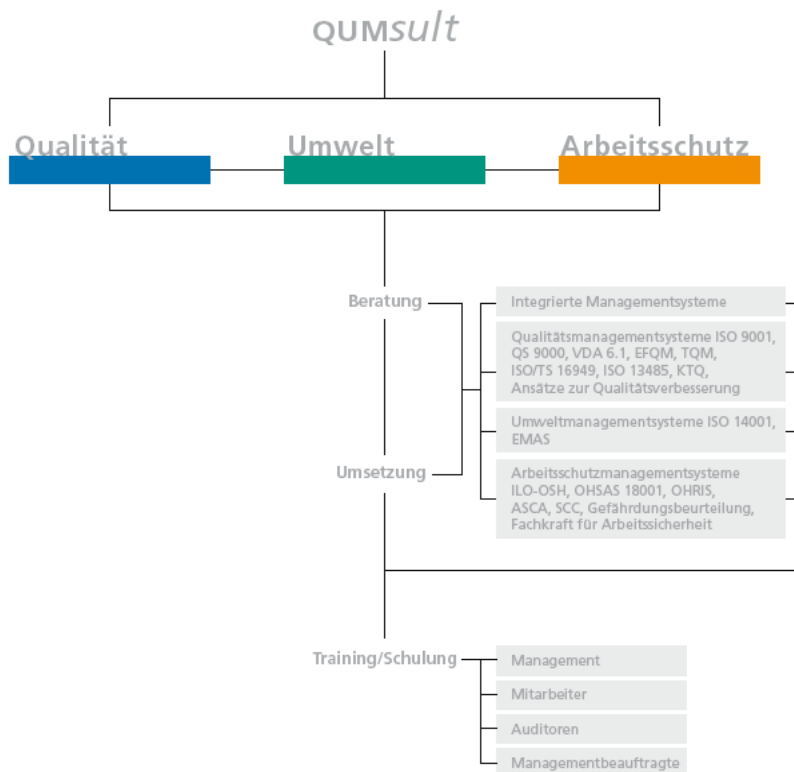 QUMsult
Qualität
Umwelt
Arbeitsschutz
Beratung
Integrierte Managementsysteme
Qualitätsmanagementsysteme ISO 9001,
QS 9000, VDA 6.1, EFQM, TQM,
ISO/TS 16949, ISO 13485, KTQ,
Ansätze zur Qualitätsverbesserung
Umweltmanagementsysteme ISO 14001,
EMAS
Umsetzung
Arbeitsschutzmanagementsysteme
ILO-OSH, OHSAS 18001, OHRIS,
ASCA, SCC, Gefährdungsbeurteilung,
Fachkraft für Arbeitssicherheit
Training/Schulung
Management
Mitarbeiter
Auditoren
Managementbeauftragte